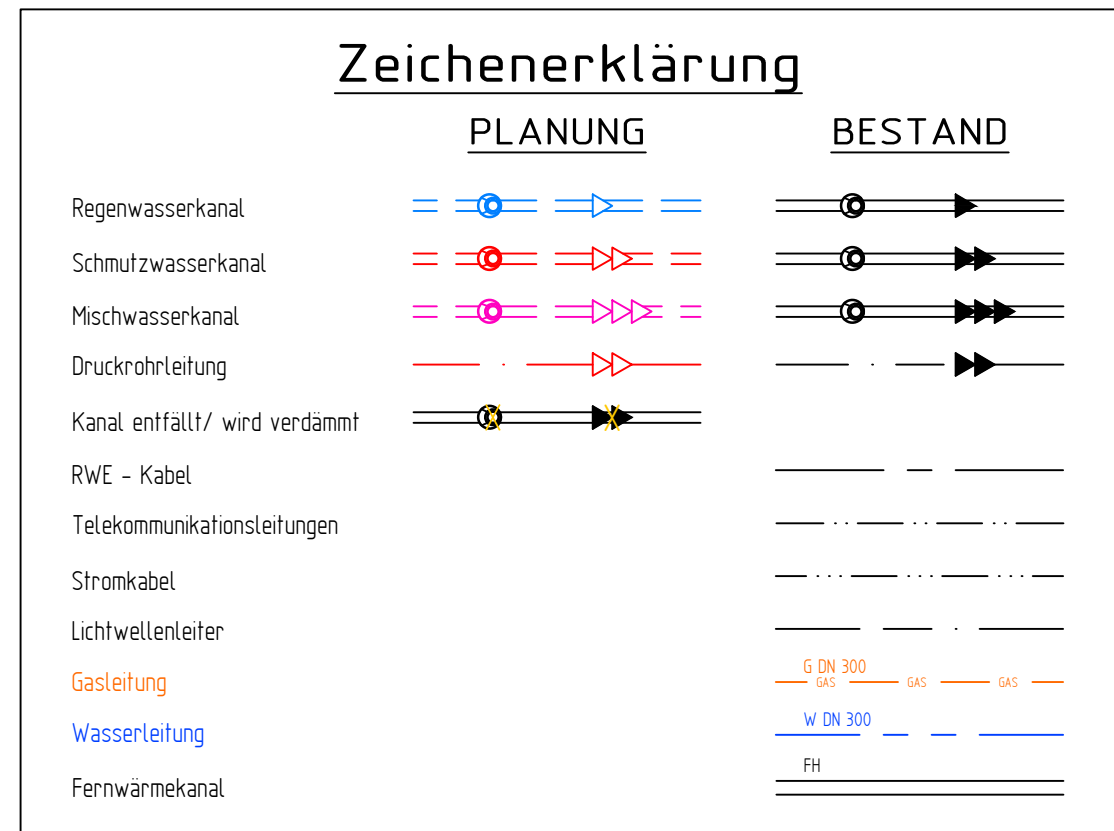 Zeichenerklärung
PLANUNG BESTAND
Regenwasserkanal
Schmutzwasserkanal
Mischwasserkanal
Druckrohrleitung
Kanal entfällt/ wird verdämmt
RWE - Kabel
Telekommunikationsleitungen
Stromkabel
Lichtwellenleiter
Gasleitung G DN 300
GAS GAS GAS
Wasserleitung W DN 300
Fernwärmekanal FH